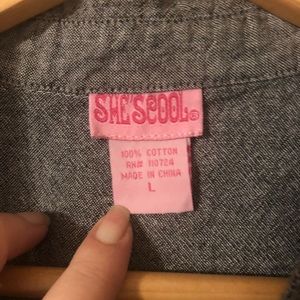 SHE'SCOOL®
100% COTTON
RN# 110724
MADE IN CHINA
L